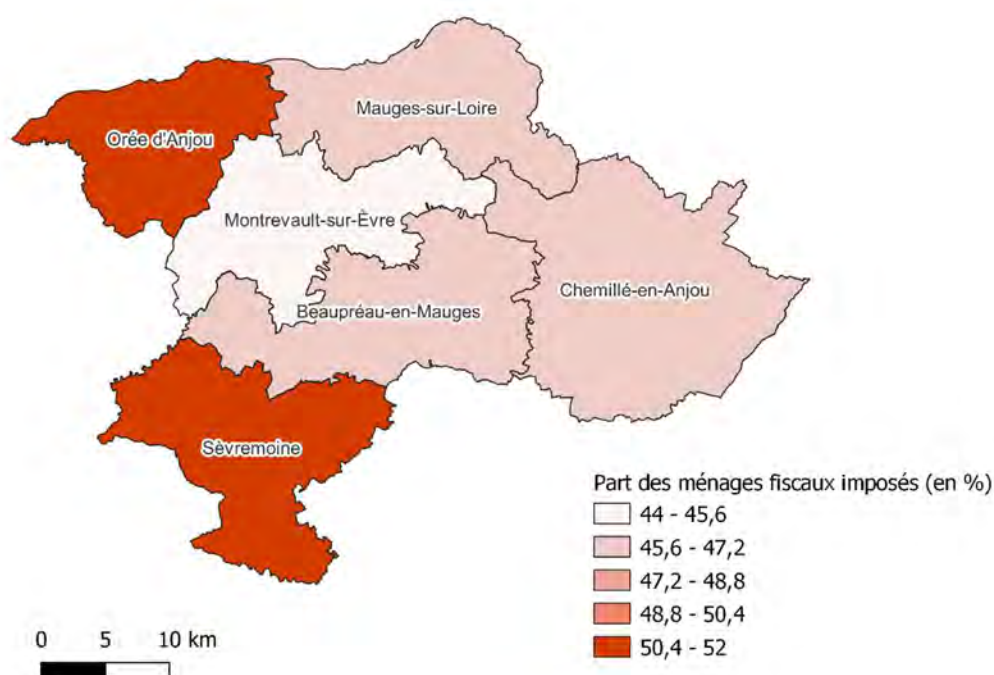 Mauges-sur-Loire
Orée d'Anjou
Montrevault-sur-Èvre
Chemillé-en-Anjou
Beaupréau-en-Mauges
Sèvremoine
Part des ménages fiscaux imposés (en %)
44 - 45,6
45,6 - 47,2
47,2 - 48,8
48,8 - 50,4
50,4 - 52
0 5 10 km